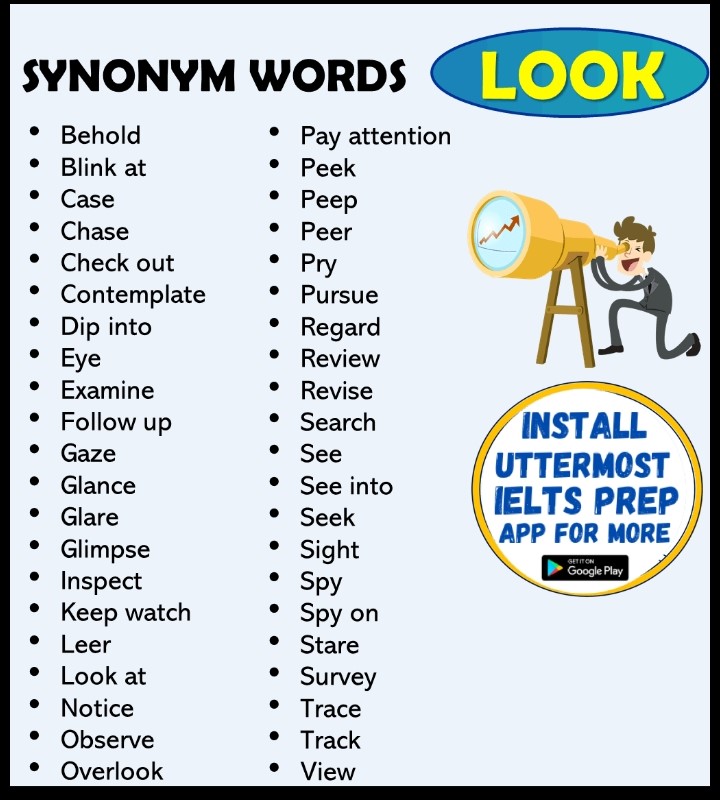 SYNONYM WORDS
LOOK
• Behold
• Blink at
• Case
• Chase
• Check out
• Contemplate
• Dip into
• Eye
• Examine
• Follow up
• Gaze
• Glance
• Glare
• Glimpse
• Inspect
• Keep watch
• Leer
• Look at
• Notice
• Observe
• Overlook
• Pay attention
• Peek
• Peep
• Peer
• Pry
• Pursue
• Regard
• Review
• Revise
• Search
• See
• See into
• Seek
• Sight
• Spy
• Spy on
• Stare
• Survey
• Trace
• Track
• View
INSTALL
UTTERMOST
IELTS PREP
APP FOR MORE
GET IT ON
Google Play